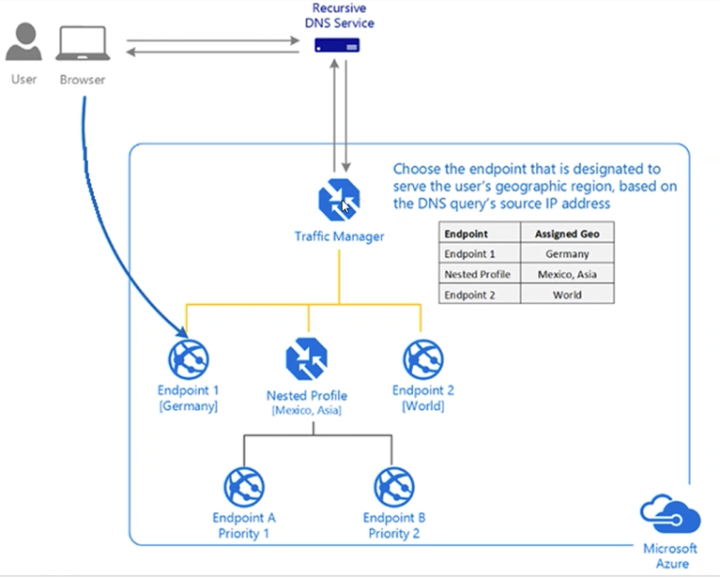 Recursive
DNS Service
User
Browser
Choose the endpoint that is designated to
serve the user's geographic region, based on
the DNS query's source IP address
Traffic Manager
Endpoint Assigned Geo
Endpoint 1 Germany
Nested Profile Mexico, Asia
Endpoint 2 World
Endpoint 1
[Germany]
Nested Profile
[Mexico, Asia]
Endpoint 2
[World]
Endpoint A
Priority 1
Endpoint B
Priority 2
Microsoft
Azure